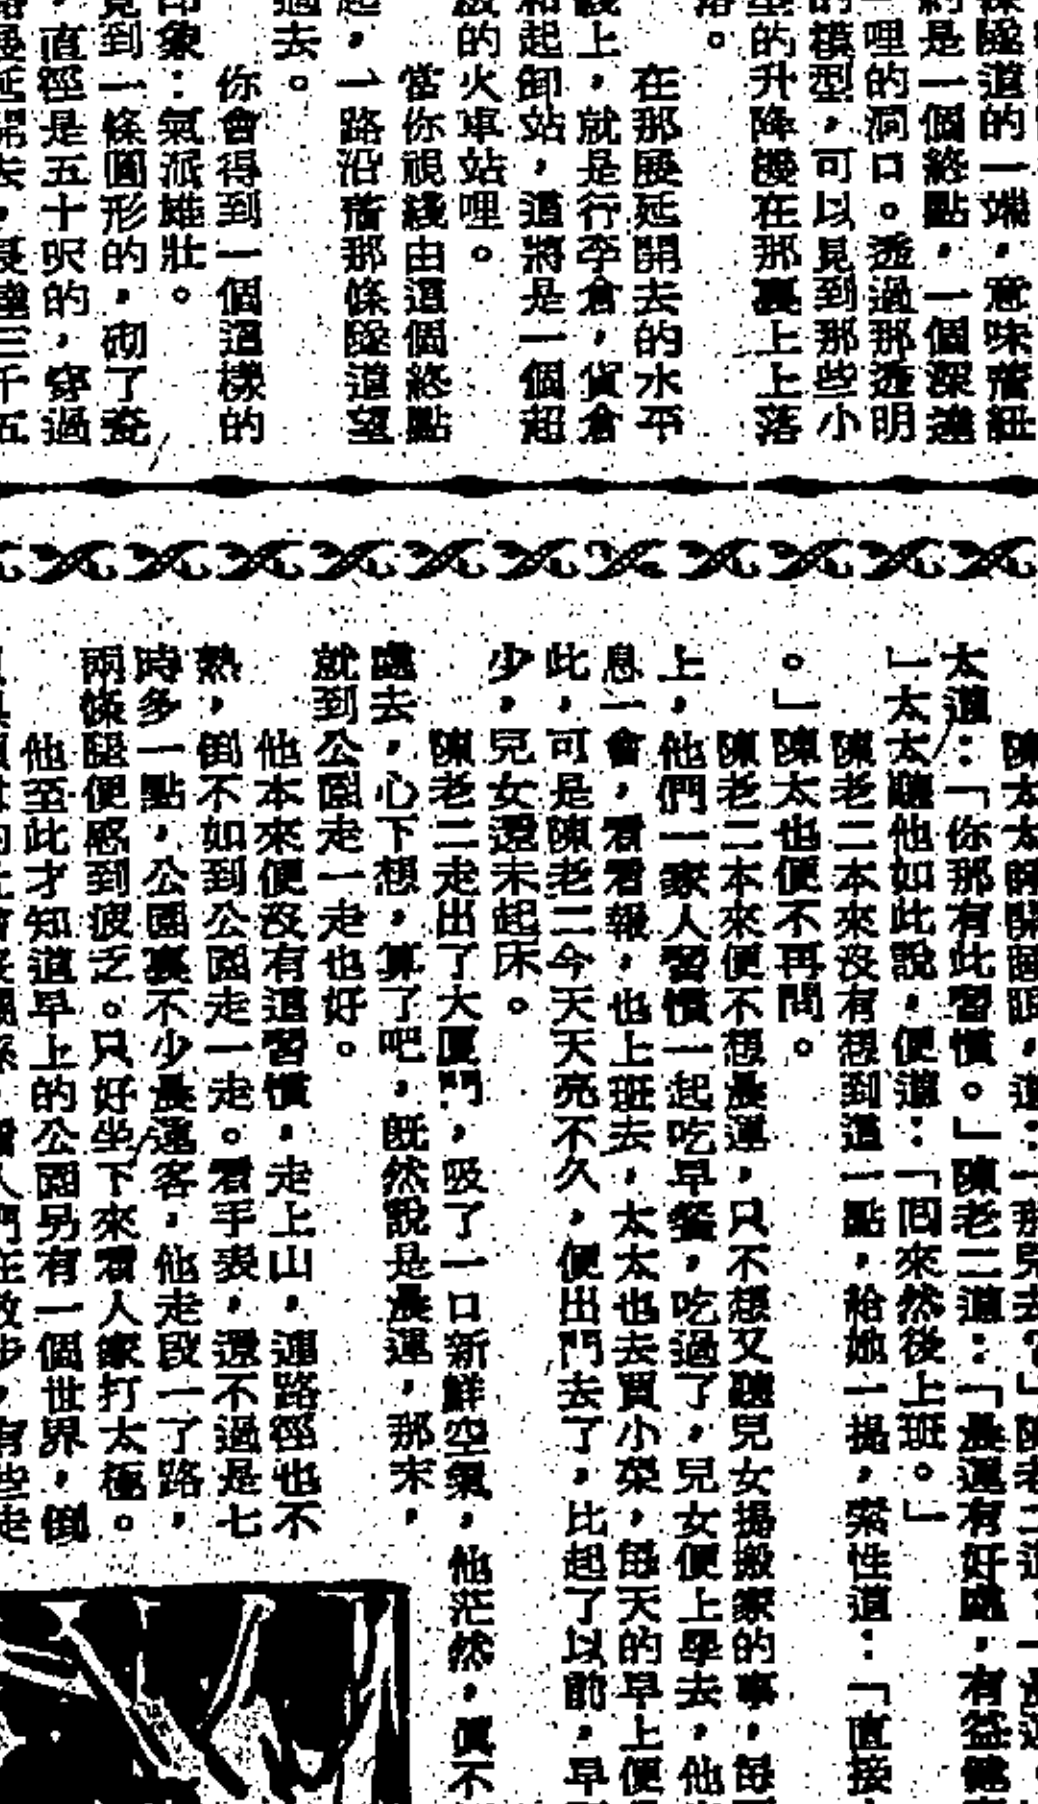 隧道的一端，意味着紐
約是一個終點，一個深遠
哩的洞口。透過那透明
的模型，可以見到那些小
型的升降機在那裏上上落
落。
在那展延開去的水平
綫上，就是行李倉，貨倉
和起卸站，這將是一個超
級的火車站哩。
當你視綫由這個終點
起，一路沿着那條隧道望
過去。
你會得到一個這樣的
印象：氣派雄壯。
覺到一條圓形的，砌了瓷
，直徑是五十呎的，穿過
太道：「你那有此習慣。」陳老二道：「晨運有好處，有益健
」太太聽他如此說，便道：「回來然後上班。」
陳老二本來沒有想到這一點，給她一提，索性道：「直接
。」陳太也便不再問。
陳老二本來便不想晨運，只不想又聽兒女揚搬家的事，每
上，他們一家人習慣一起吃早餐，吃過了，兒女便上學去，他
息一會，看看報，也上班去，太太也去買小菜，每天的早上便
此，可是陳老二今天天亮不久，便出門去了，比起了以前，早
少，兒女還未起床。
陳老二走出了大厦門，吸了一口新鮮空氣，他茫然，真不
處去，心下想，算了吧，既然說是晨運，那末，
就到公園走一走也好。
他本來便沒有這習慣，走上山，連路徑也不
熟，倒不如到公園走一走。看手表，還不過是七
時多一點，公園裏不少晨運客，他走段一了路，
兩條腿便感到疲乏。只好坐下來看人家打太極。
他至此才知道早上的公園另有一個世界，倒